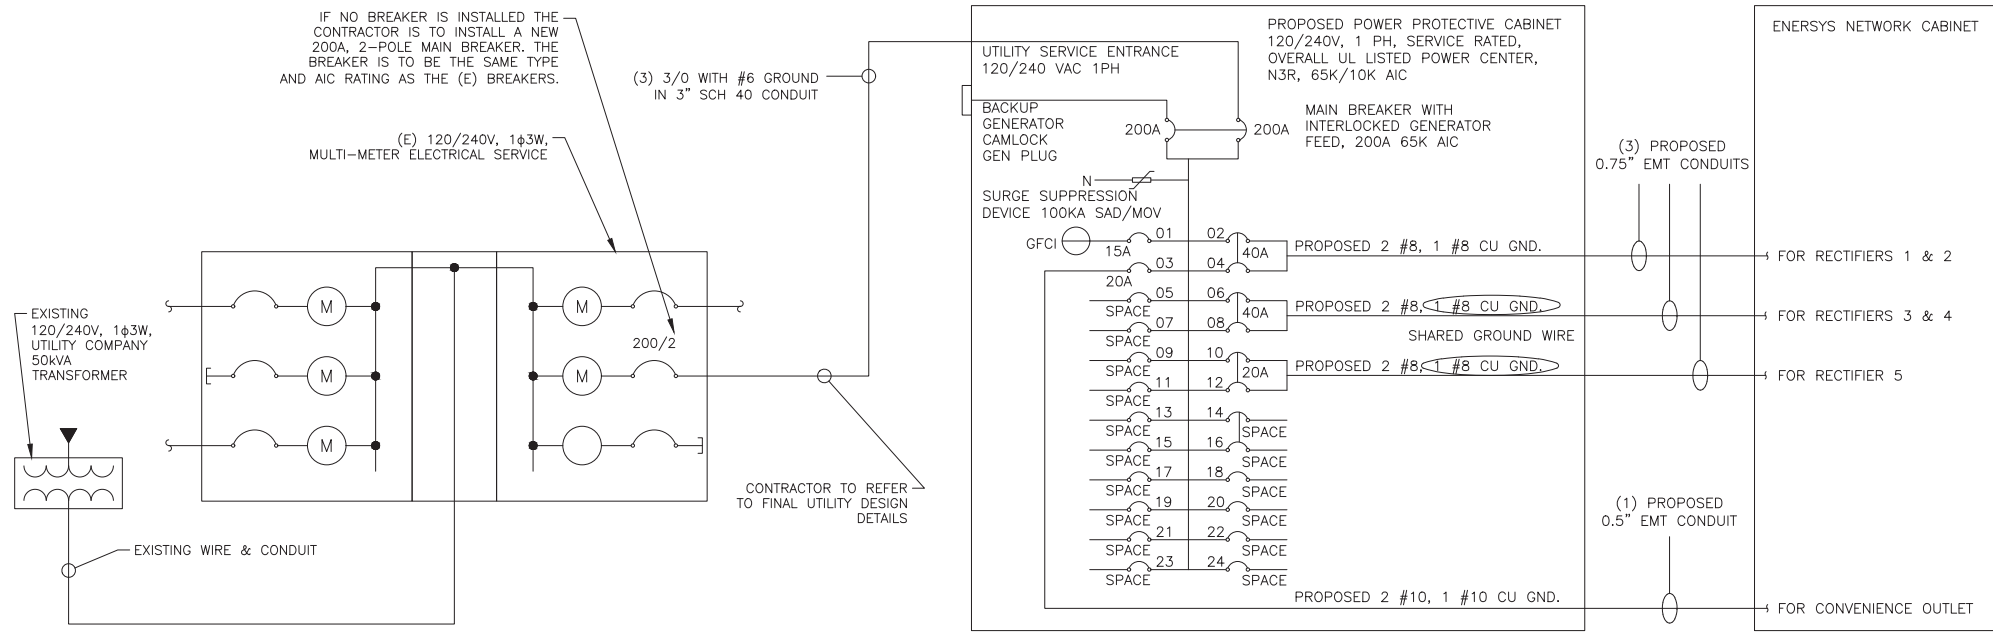 IF NO BREAKER IS INSTALLED THE
CONTRACTOR IS TO INSTALL A NEW
200A, 2-POLE MAIN BREAKER. THE
BREAKER IS TO BE THE SAME TYPE
AND AIC RATING AS THE (E) BREAKERS.
(3) 3/0 WITH #6 GROUND
IN 3" SCH 40 CONDUIT
(E) 120/240V, 1ϕ3W,
MULTI-METER ELECTRICAL SERVICE
EXISTING
120/240V, 1ϕ3W,
UTILITY COMPANY
50kVA
TRANSFORMER
M
M
M
M
M
200/2
CONTRACTOR TO REFER
TO FINAL UTILITY DESIGN
DETAILS
EXISTING WIRE & CONDUIT
UTILITY SERVICE ENTRANCE
120/240 VAC 1PH
PROPOSED POWER PROTECTIVE CABINET
120/240V, 1 PH, SERVICE RATED,
OVERALL UL LISTED POWER CENTER,
N3R, 65K/10K AIC
BACKUP
GENERATOR
CAMLOCK
GEN PLUG
200A
200A
MAIN BREAKER WITH
INTERLOCKED GENERATOR
FEED, 200A 65K AIC
N
SURGE SUPPRESSION
DEVICE 100KA SAD/MOV
GFCI
15A
01
02
40A
20A
03
04
SPACE
05
06
40A
SPACE
07
08
SPACE
09
10
20A
SPACE
11
12
SPACE
13
14
SPACE
SPACE
15
16
SPACE
SPACE
17
18
SPACE
SPACE
19
20
SPACE
SPACE
21
22
SPACE
SPACE
23
24
SPACE
PROPOSED 2 #8, 1 #8 CU GND.
PROPOSED 2 #8, 1 #8 CU GND.
SHARED GROUND WIRE
PROPOSED 2 #8, 1 #8 CU GND.
PROPOSED 2 #10, 1 #10 CU GND.
(3) PROPOSED
0.75" EMT CONDUITS
(1) PROPOSED
0.5" EMT CONDUIT
ENERSYS NETWORK CABINET
FOR RECTIFIERS 1 & 2
FOR RECTIFIERS 3 & 4
FOR RECTIFIER 5
FOR CONVENIENCE OUTLET